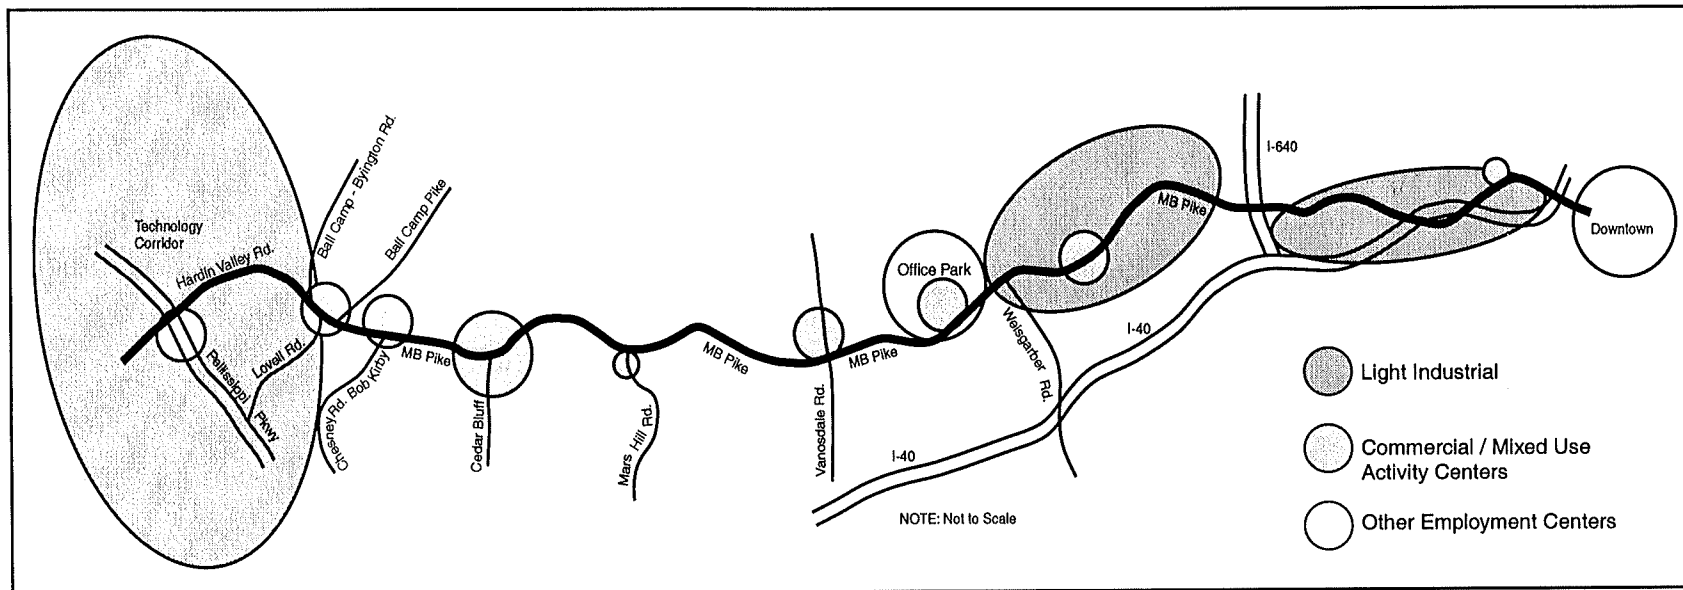 Technology
Corridor
Hardin Valley Rd.
Pellissippi
Pkwy
Lovell Rd.
Ball Camp - Byington Rd.
Ball Camp Pike
Chesney Rd. Bob Kirby
MB Pike
Cedar Bluff
Mars Hill Rd.
MB Pike
Vanosdale Rd.
MB Pike
Office Park
Weisgarber Rd.
MB Pike
I-640
I-40
I-40
Downtown
NOTE: Not to Scale
Light Industrial
Commercial / Mixed Use
Activity Centers
Other Employment Centers